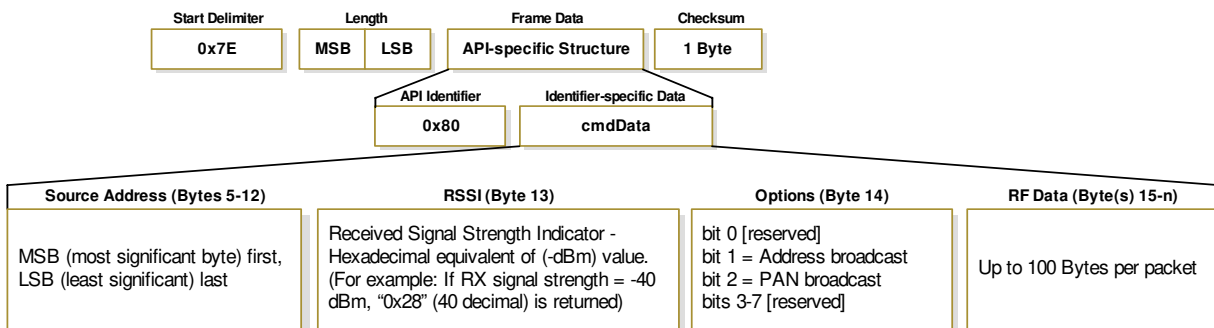 Start Delimiter
Length
Frame Data
Checksum
0x7E
MSB
LSB
API-specific Structure
1 Byte
API Identifier
Identifier-specific Data
0x80
cmdData
Source Address (Bytes 5-12)
MSB (most significant byte) first,
LSB (least significant) last
RSSI (Byte 13)
Received Signal Strength Indicator -
Hexadecimal equivalent of (-dBm) value.
(For example: If RX signal strength = -40
dBm, “0x28” (40 decimal) is returned)
Options (Byte 14)
bit 0 [reserved]
bit 1 = Address broadcast
bit 2 = PAN broadcast
bits 3-7 [reserved]
RF Data (Byte(s) 15-n)
Up to 100 Bytes per packet